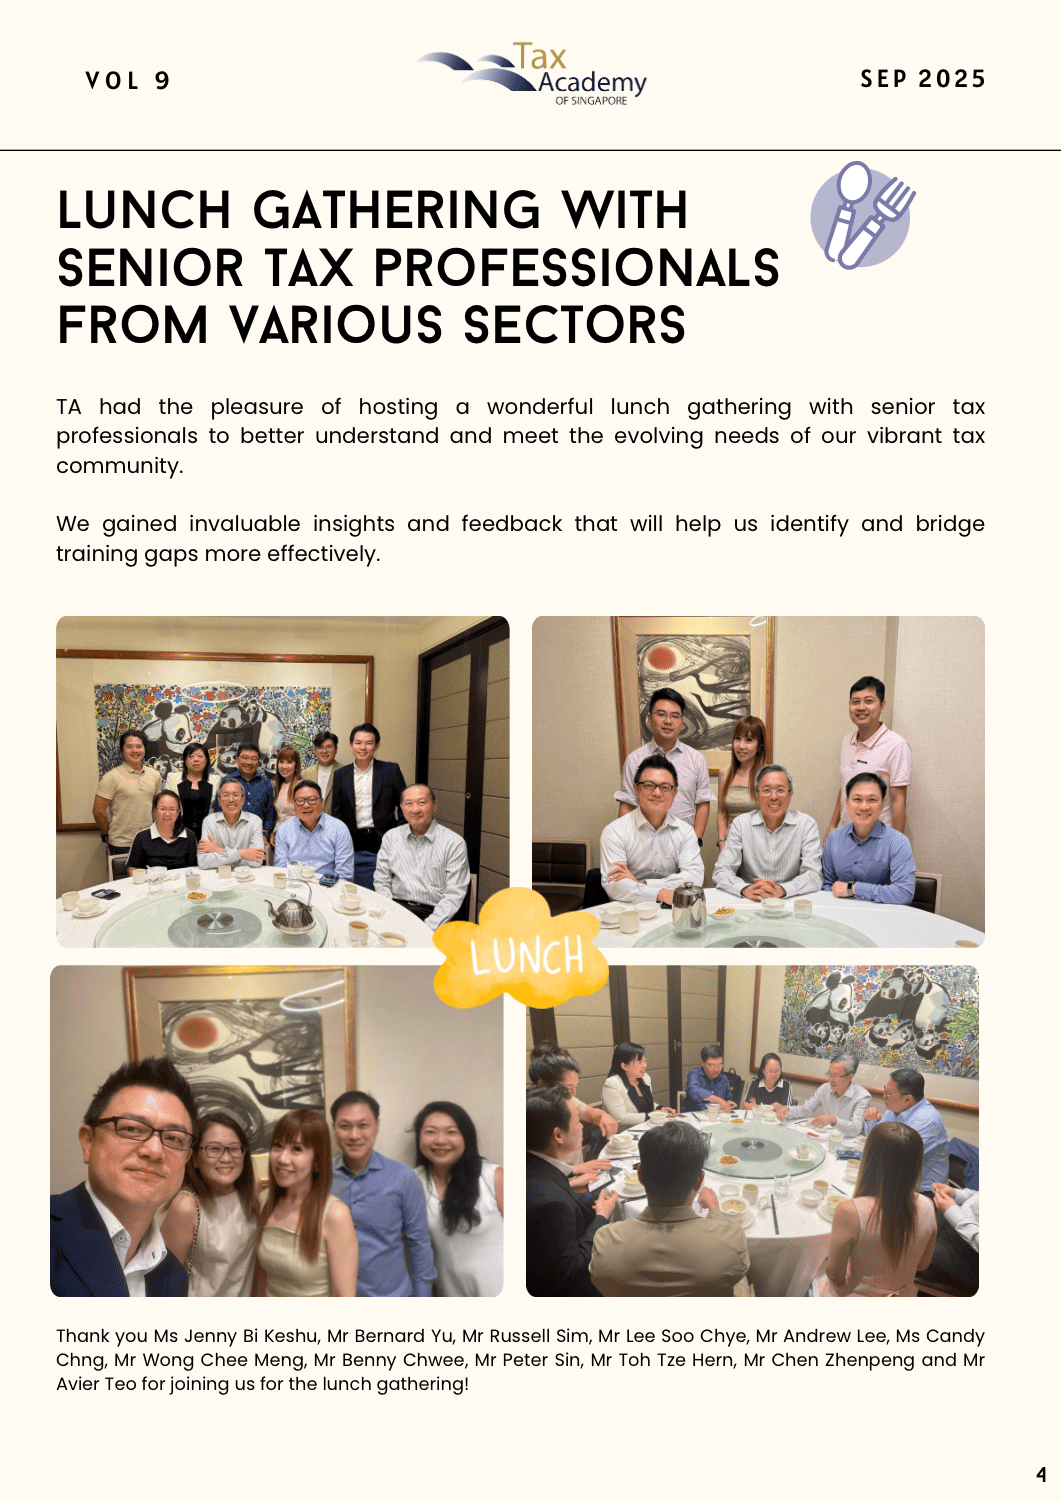 VOL 9
Tax
Academy
OF SINGAPORE
SEP 2025
LUNCH GATHERING WITH
SENIOR TAX PROFESSIONALS
FROM VARIOUS SECTORS
TA had the pleasure of hosting a wonderful lunch gathering with senior tax
professionals to better understand and meet the evolving needs of our vibrant tax
community.
We gained invaluable insights and feedback that will help us identify and bridge
training gaps more effectively.
LUNCH
Thank you Ms Jenny Bi Keshu, Mr Bernard Yu, Mr Russell Sim, Mr Lee Soo Chye, Mr Andrew Lee, Ms Candy
Chng, Mr Wong Chee Meng, Mr Benny Chwee, Mr Peter Sin, Mr Toh Tze Hern, Mr Chen Zhenpeng and Mr
Avier Teo for joining us for the lunch gathering!
4